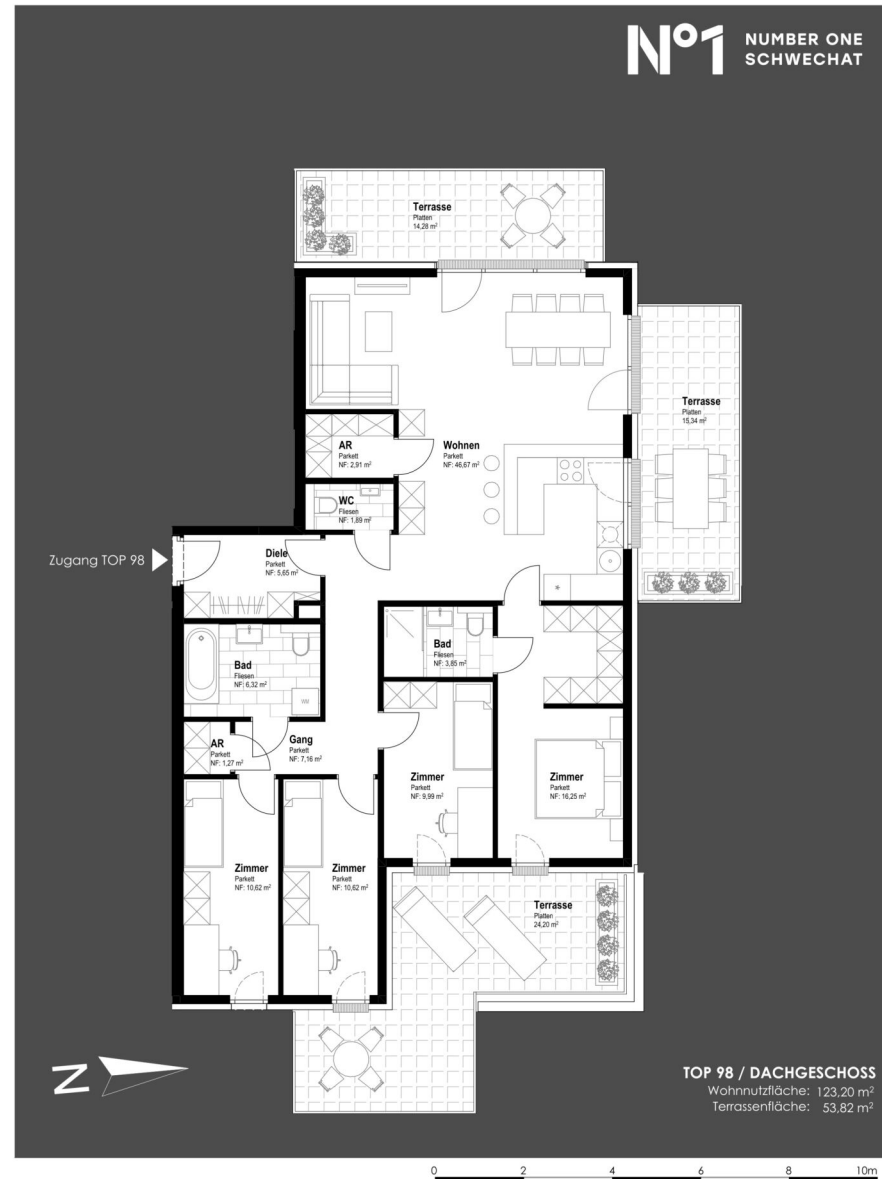 Nº1 NUMBER ONE
SCHWECHAT
Terrasse
Platten
14,28 m²
Terrasse
Platten
15,34 m²
AR
Parkett
NF: 2,91 m²
Wohnen
Parkett
NF: 46,67 m²
WC
Fliesen
NF: 1,89 m²
Zugang TOP 98
Diele
Parkett
NF: 5,65 m²
Bad
Fliesen
NF: 6,32 m²
WM
Bad
Fliesen
NF: 3,85 m²
AR
Parkett
NF: 1,27 m²
Gang
Parkett
NF: 7,16 m²
Zimmer
Parkett
NF: 9,99 m²
Zimmer
Parkett
NF: 16,25 m²
Zimmer
Parkett
NF: 10,62 m²
Zimmer
Parkett
NF: 10,62 m²
Terrasse
Platten
24,20 m²
N
TOP 98 / DACHGESCHOSS
Wohnnutzfläche: 123,20 m²
Terrassenfläche: 53,82 m²
0 2 4 6 8 10m